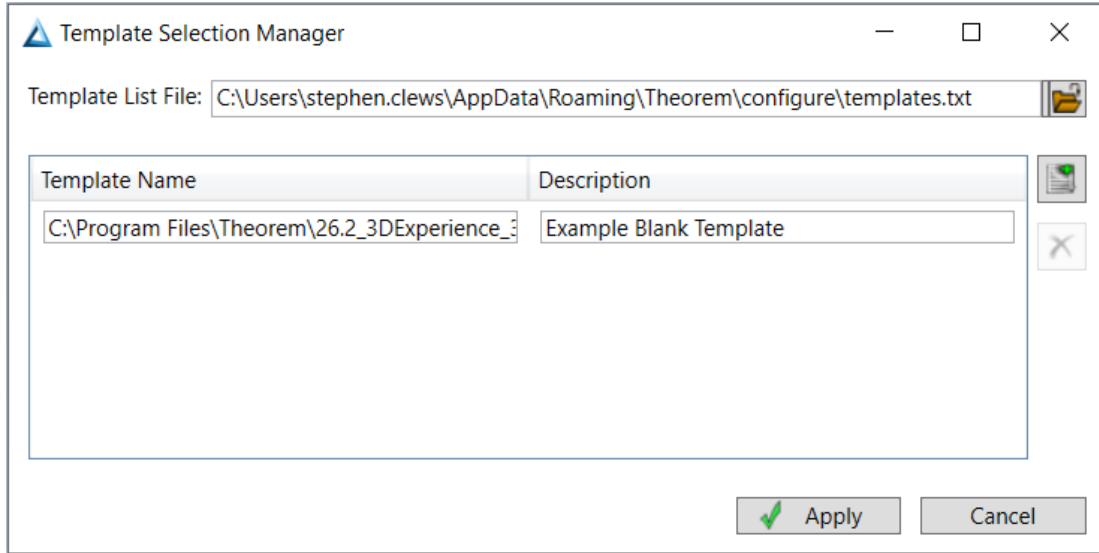 Template Selection Manager
Template List File: C:\Users\stephen.clews\AppData\Roaming\Theorem\configure\templates.txt
Template Name Description
C:\Program Files\Theorem\26.2_3DExperience_3 Example Blank Template
Apply Cancel